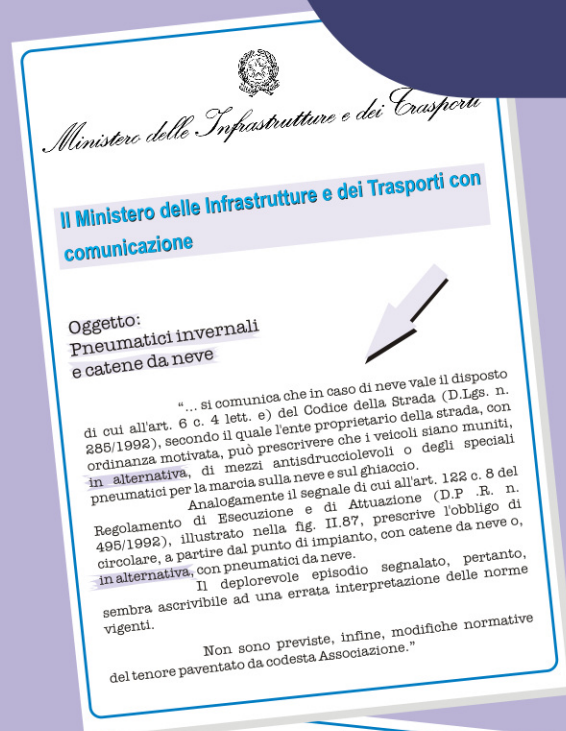 Ministero delle Infrastrutture e dei Trasporti
Il Ministero delle Infrastrutture e dei Trasporti con
comunicazione
Oggetto:
Pneumatici invernali
e catene da neve
“... si comunica che in caso di neve vale il disposto
di cui all'art. 6 c. 4 lett. e) del Codice della Strada (D.Lgs. n.
285/1992), secondo il quale l'ente proprietario della strada, con
ordinanza motivata, può prescrivere che i veicoli siano muniti,
in alternativa, di mezzi antisdrucciolevoli o degli speciali
pneumatici per la marcia sulla neve e sul ghiaccio.
Analogamente il segnale di cui all'art. 122 c. 8 del
Regolamento di Esecuzione e di Attuazione (D.P .R. n.
495/1992), illustrato nella fig. II.87, prescrive l'obbligo di
circolare, a partire dal punto di impianto, con catene da neve o,
in alternativa, con pneumatici da neve.
Il deplorevole episodio segnalato, pertanto,
sembra ascrivibile ad una errata interpretazione delle norme
vigenti.
Non sono previste, infine, modifiche normative
del tenore paventato da codesta Associazione.”